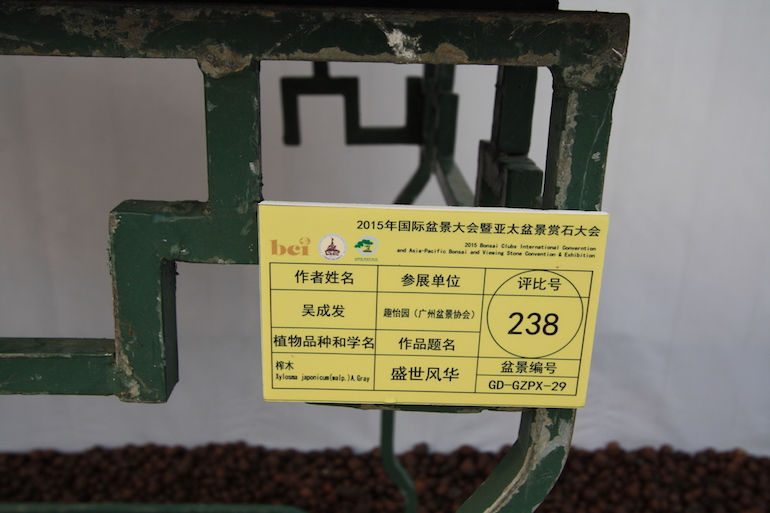 2015年国际盆景大会暨亚太盆景赏石大会
bci
2015 Bonsai Clubs International Convention
and Asia-Pacific Bonsai and Viewing Stone Convention & Exhibition
作者姓名 参展单位 评比号
吴成发 趣怡园（广州盆景协会） 238
植物品种和学名 作品题名
榨木
Xylosma japonicum(walp.)A.Gray
盛世风华
盆景编号
GD-GZPX-29